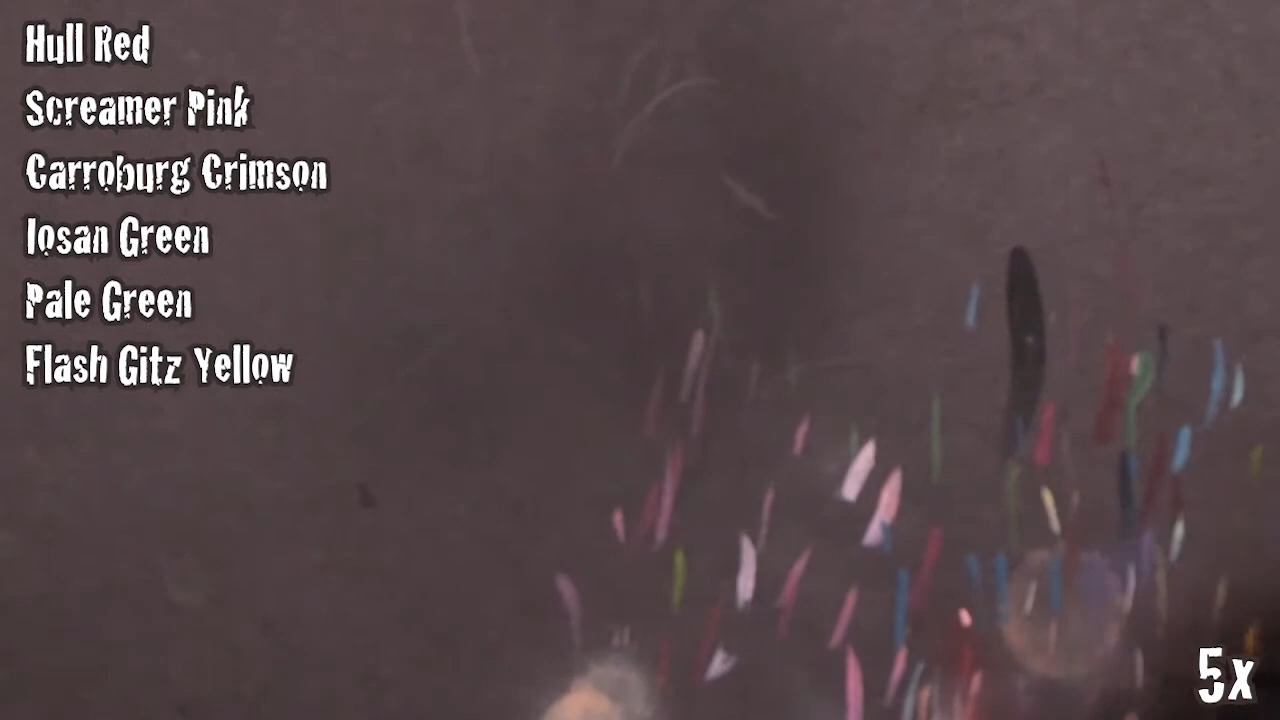 Hull Red
Screamer Pink
Carroburg Crimson
Iosan Green
Pale Green
Flash Gitz Yellow
5x